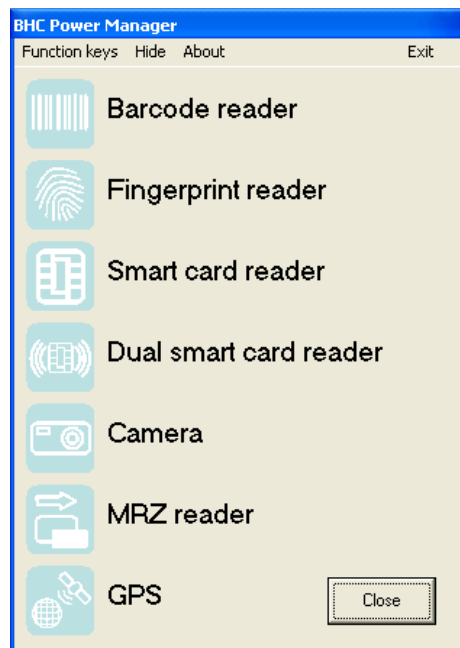 BHC Power Manager
Function keys Hide About Exit
Barcode reader
Fingerprint reader
Smart card reader
Dual smart card reader
Camera
MRZ reader
GPS
Close